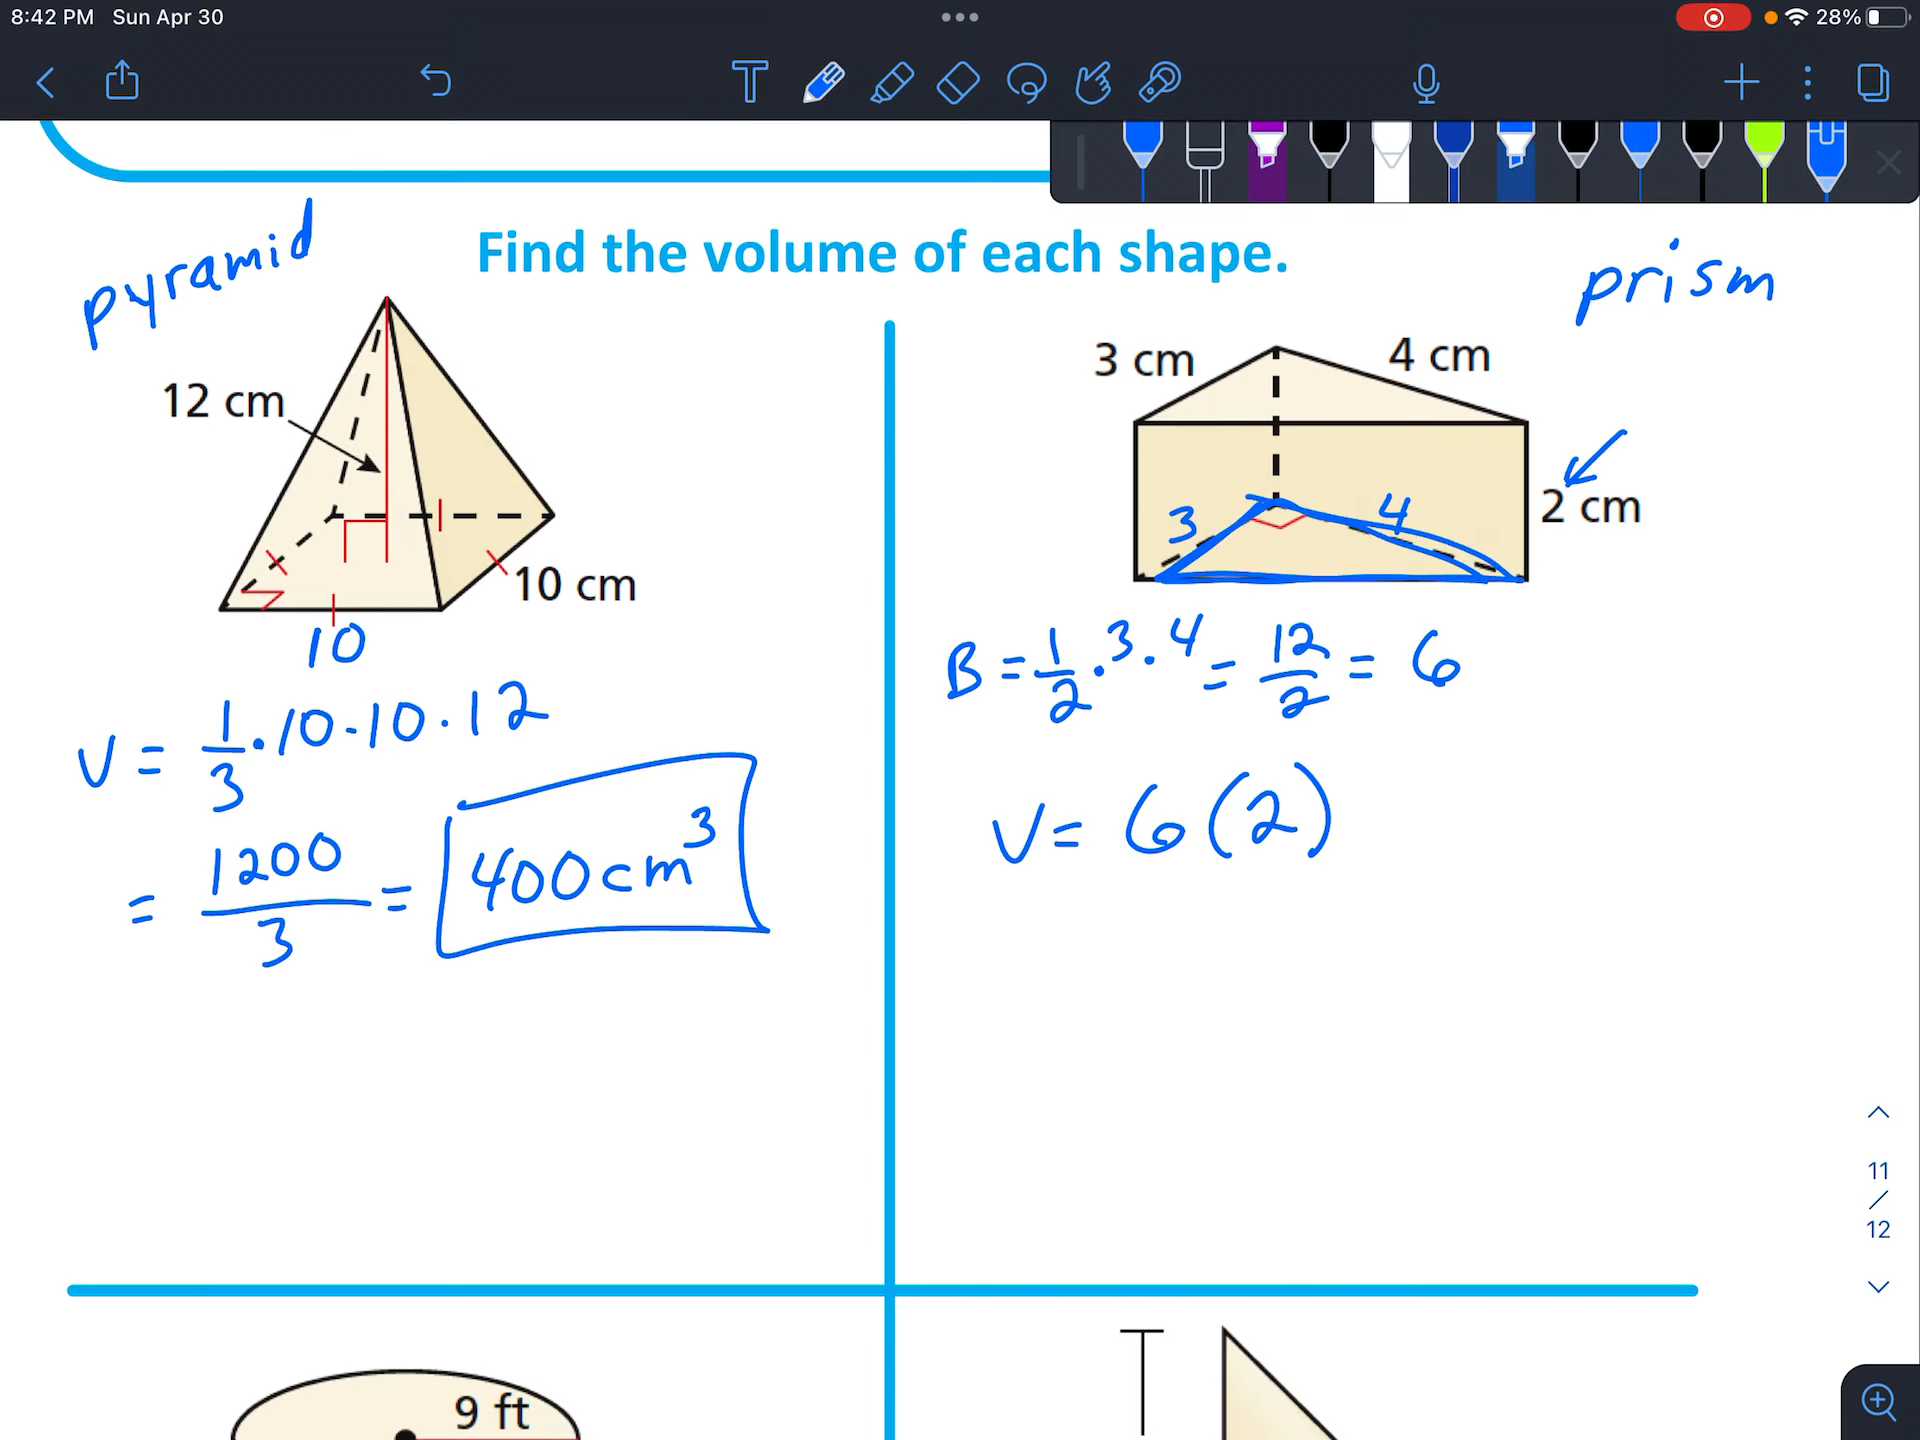 8:42 PM Sun Apr 30
28%
Find the volume of each shape.
pyramid
12 cm
10 cm
10
V = 1/3 · 10 · 10 · 12
= 1200/3 = 400 cm³
prism
3 cm
4 cm
2 cm
3
4
B = 1/2 · 3 · 4 = 12/2 = 6
V = 6(2)
11
/
12
9 ft